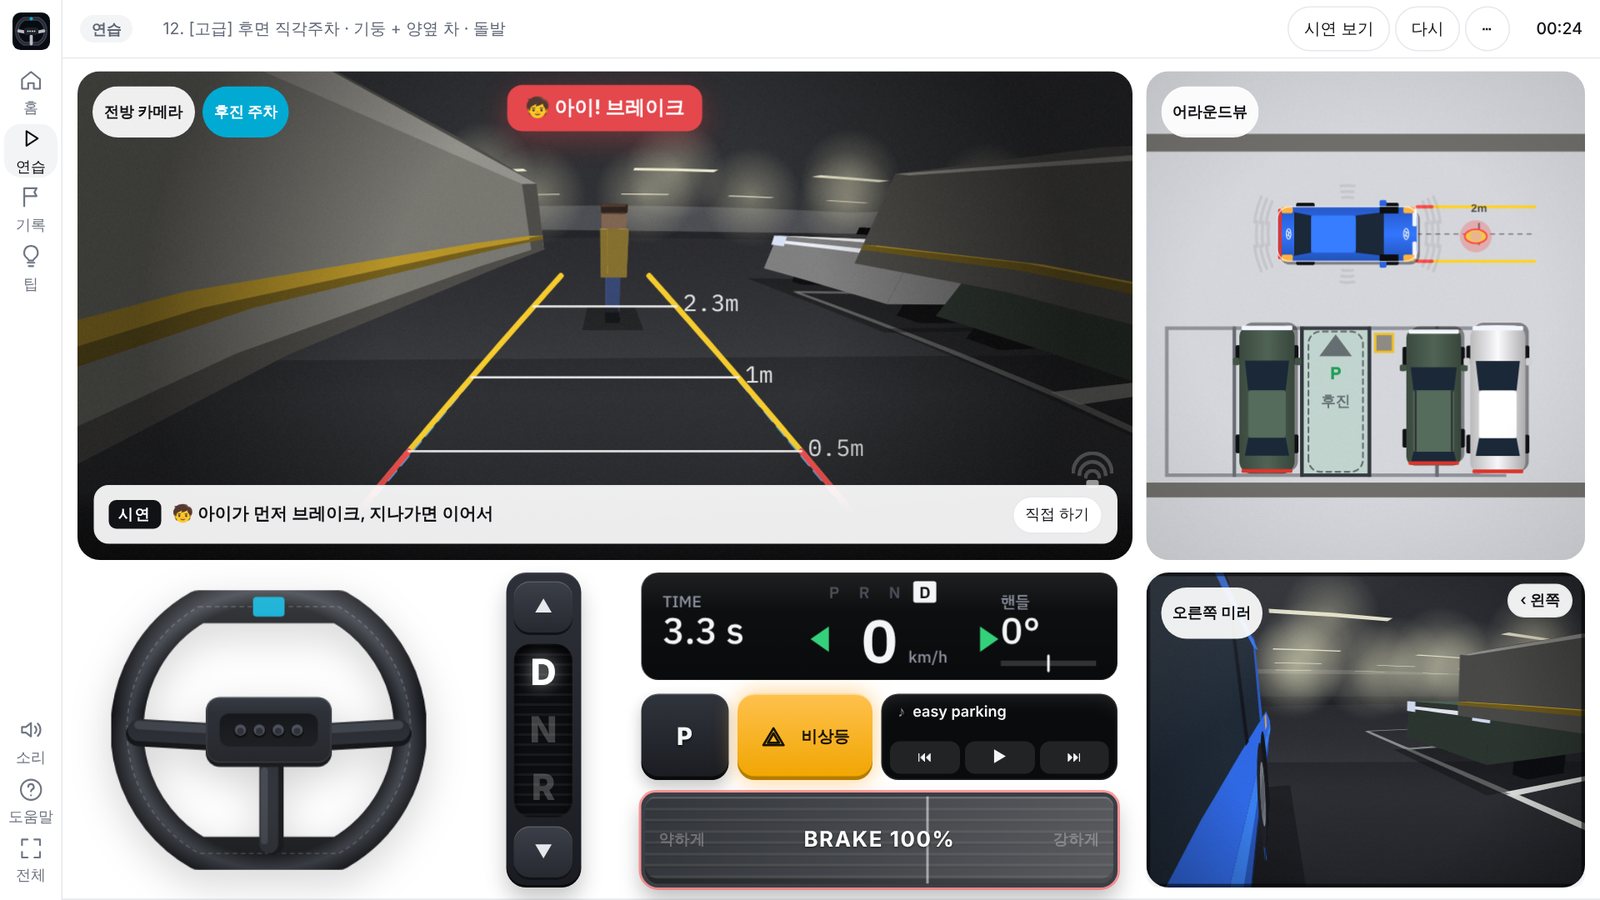 연습
12. [고급] 후면 직각주차 · 기둥 + 양옆 차 · 돌발
시연 보기
다시
···
00:24
홈
연습
기록
팁
소리
도움말
전체
전방 카메라
후진 주차
🧒 아이! 브레이크
2.3m
1m
0.5m
시연
🧒 아이가 먼저 브레이크, 지나가면 이어서
직접 하기
어라운드뷰
2m
P
후진
D
N
R
TIME
3.3 s
P R N D
0 km/h
핸들
0°
P
비상등
♪ easy parking
약하게
BRAKE 100%
강하게
오른쪽 미러
‹ 왼쪽